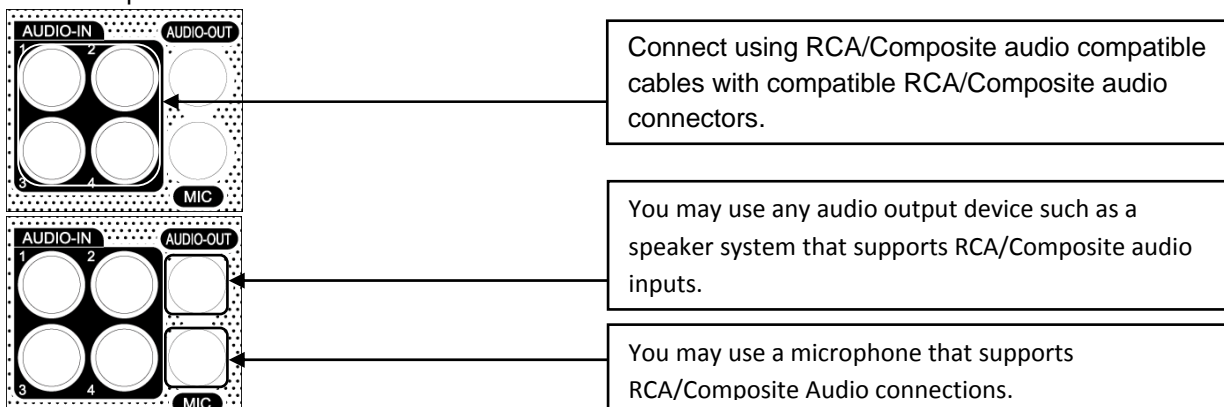 AUDIO-IN AUDIO-OUT
1 2
3 4
MIC
Connect using RCA/Composite audio compatible
cables with compatible RCA/Composite audio
connectors.
AUDIO-IN AUDIO-OUT
1 2
3 4
MIC
You may use any audio output device such as a
speaker system that supports RCA/Composite audio
inputs.
You may use a microphone that supports
RCA/Composite Audio connections.